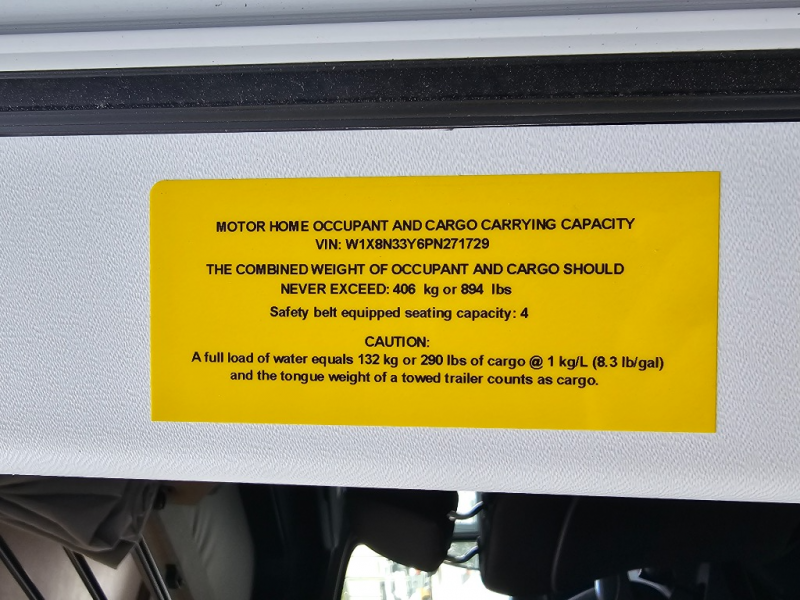 MOTOR HOME OCCUPANT AND CARGO CARRYING CAPACITY
VIN: W1X8N33Y6PN271729
THE COMBINED WEIGHT OF OCCUPANT AND CARGO SHOULD
NEVER EXCEED: 406 kg or 894 lbs
Safety belt equipped seating capacity: 4
CAUTION:
A full load of water equals 132 kg or 290 lbs of cargo @ 1 kg/L (8.3 lb/gal)
and the tongue weight of a towed trailer counts as cargo.